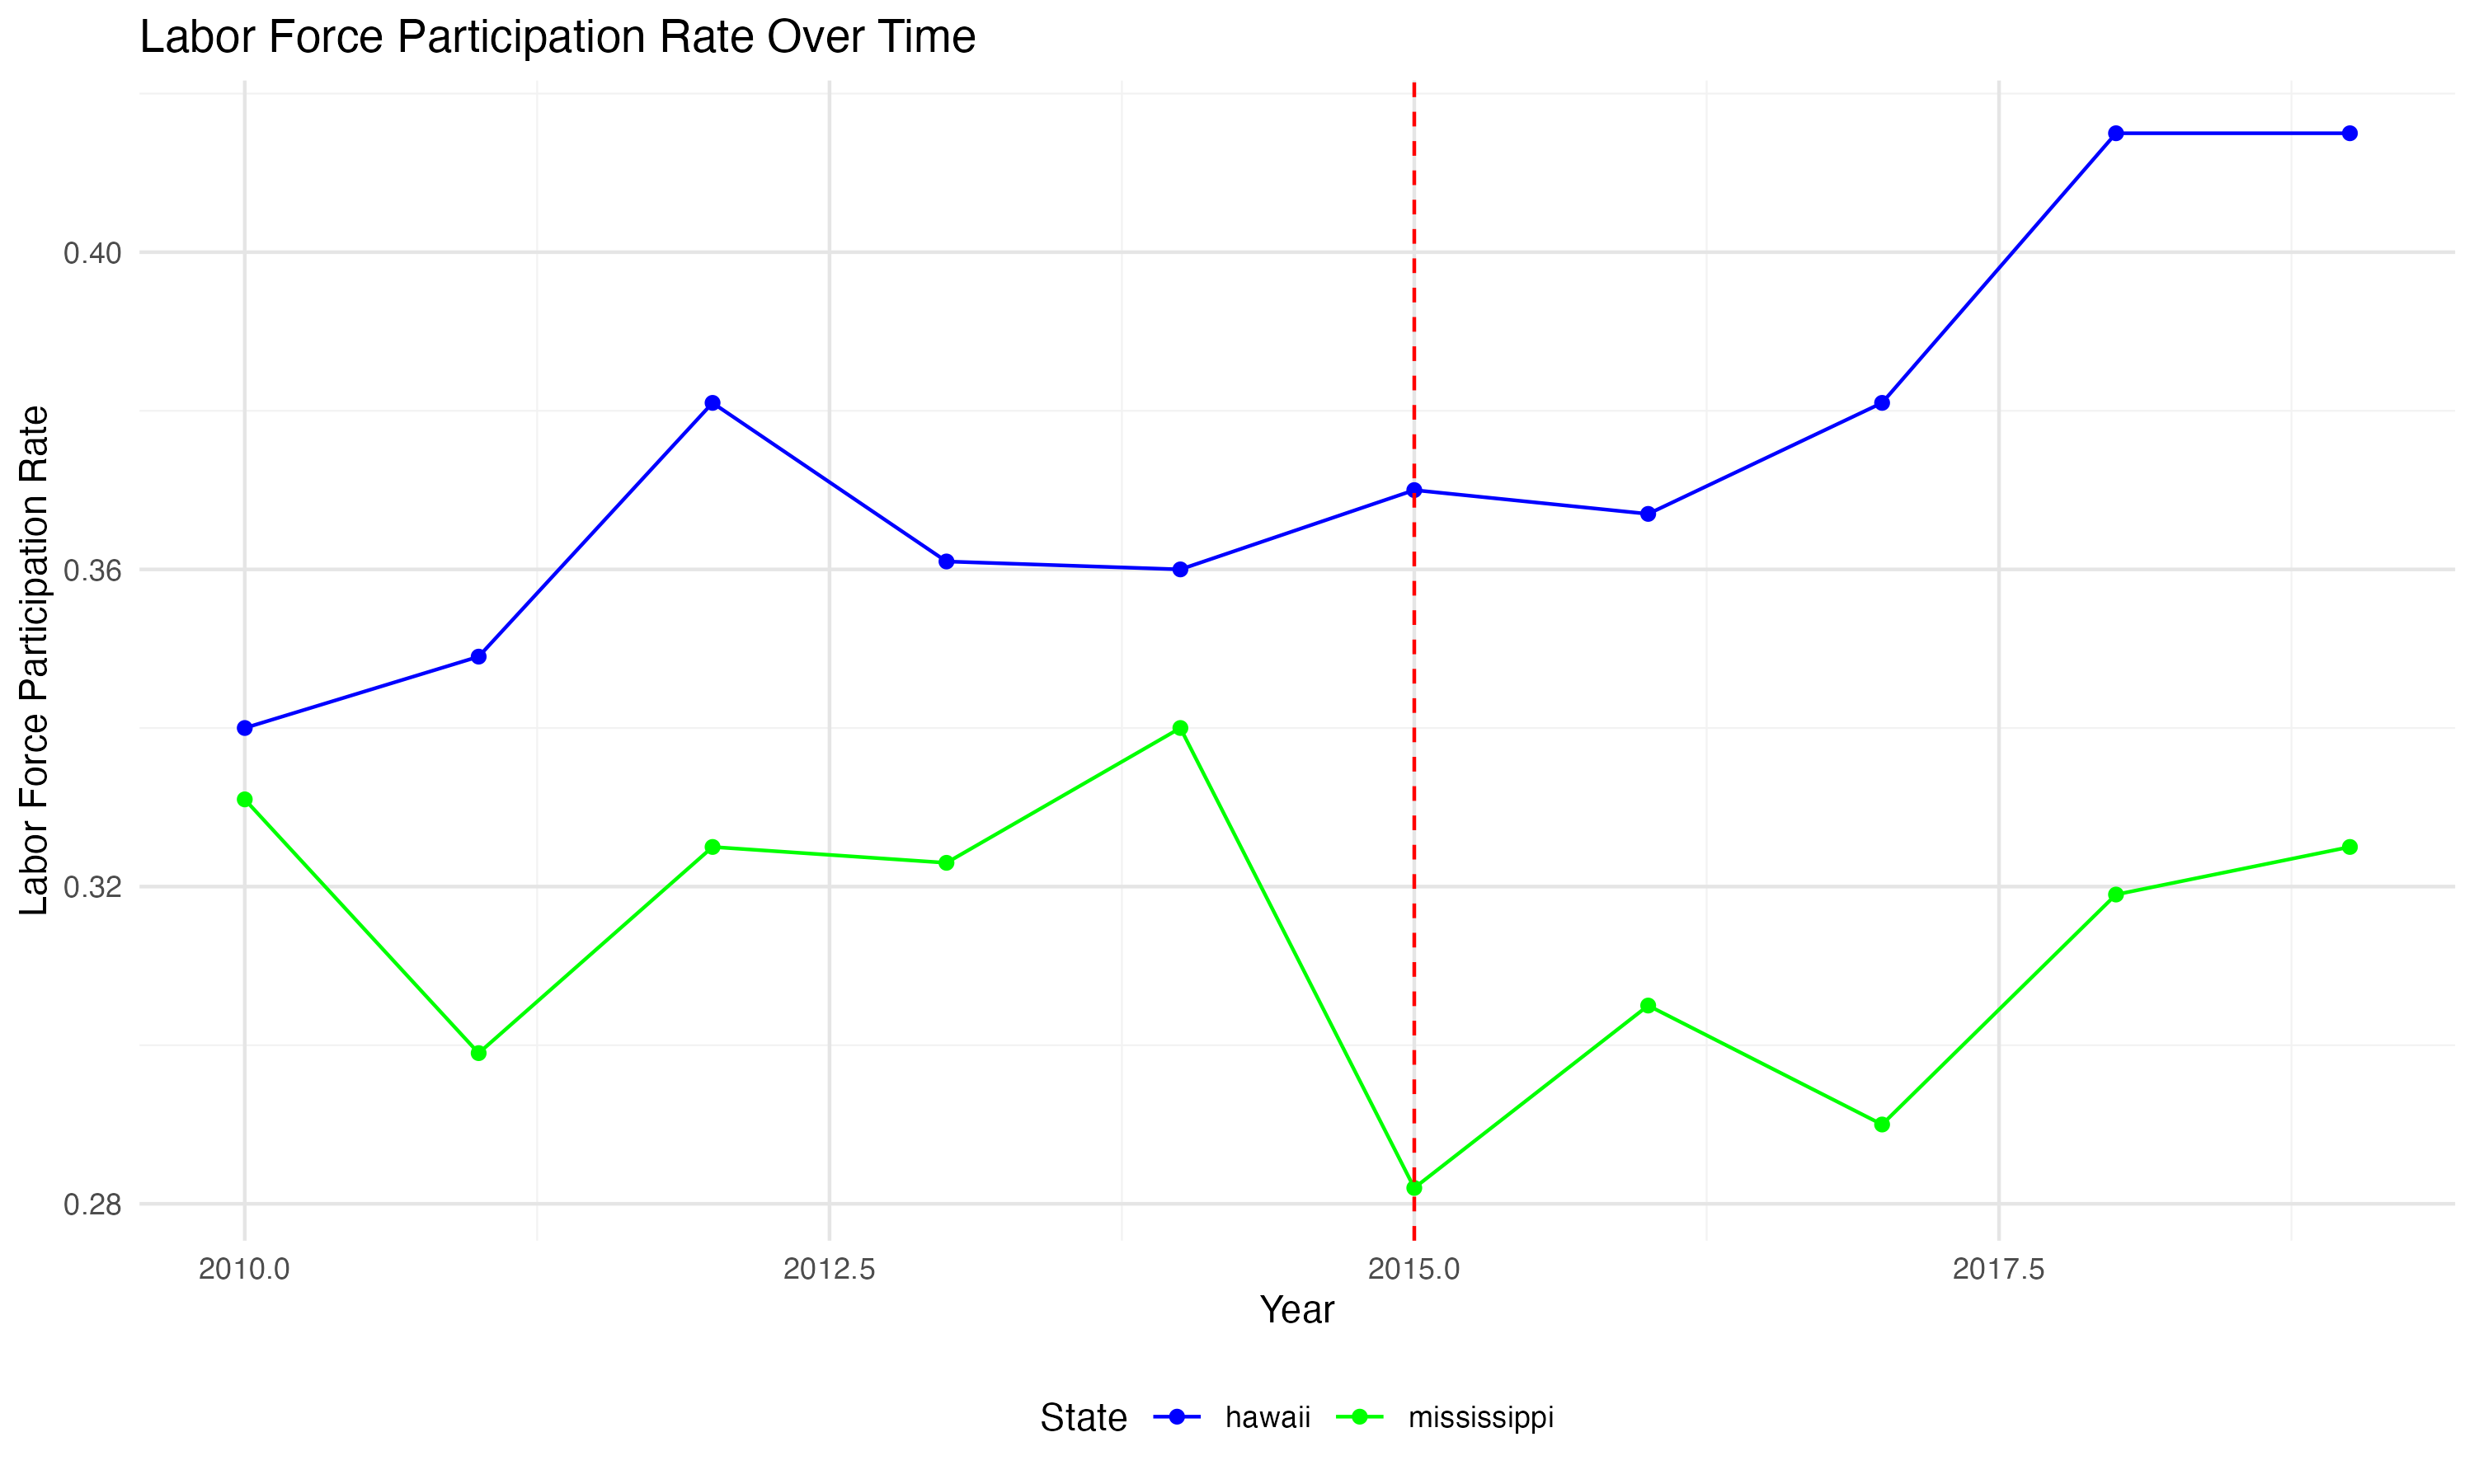 Labor Force Participation Rate Over Time
Labor Force Participation Rate
0.40
0.36
0.32
0.28
2010.0 2012.5 2015.0 2017.5
Year
State hawaii mississippi